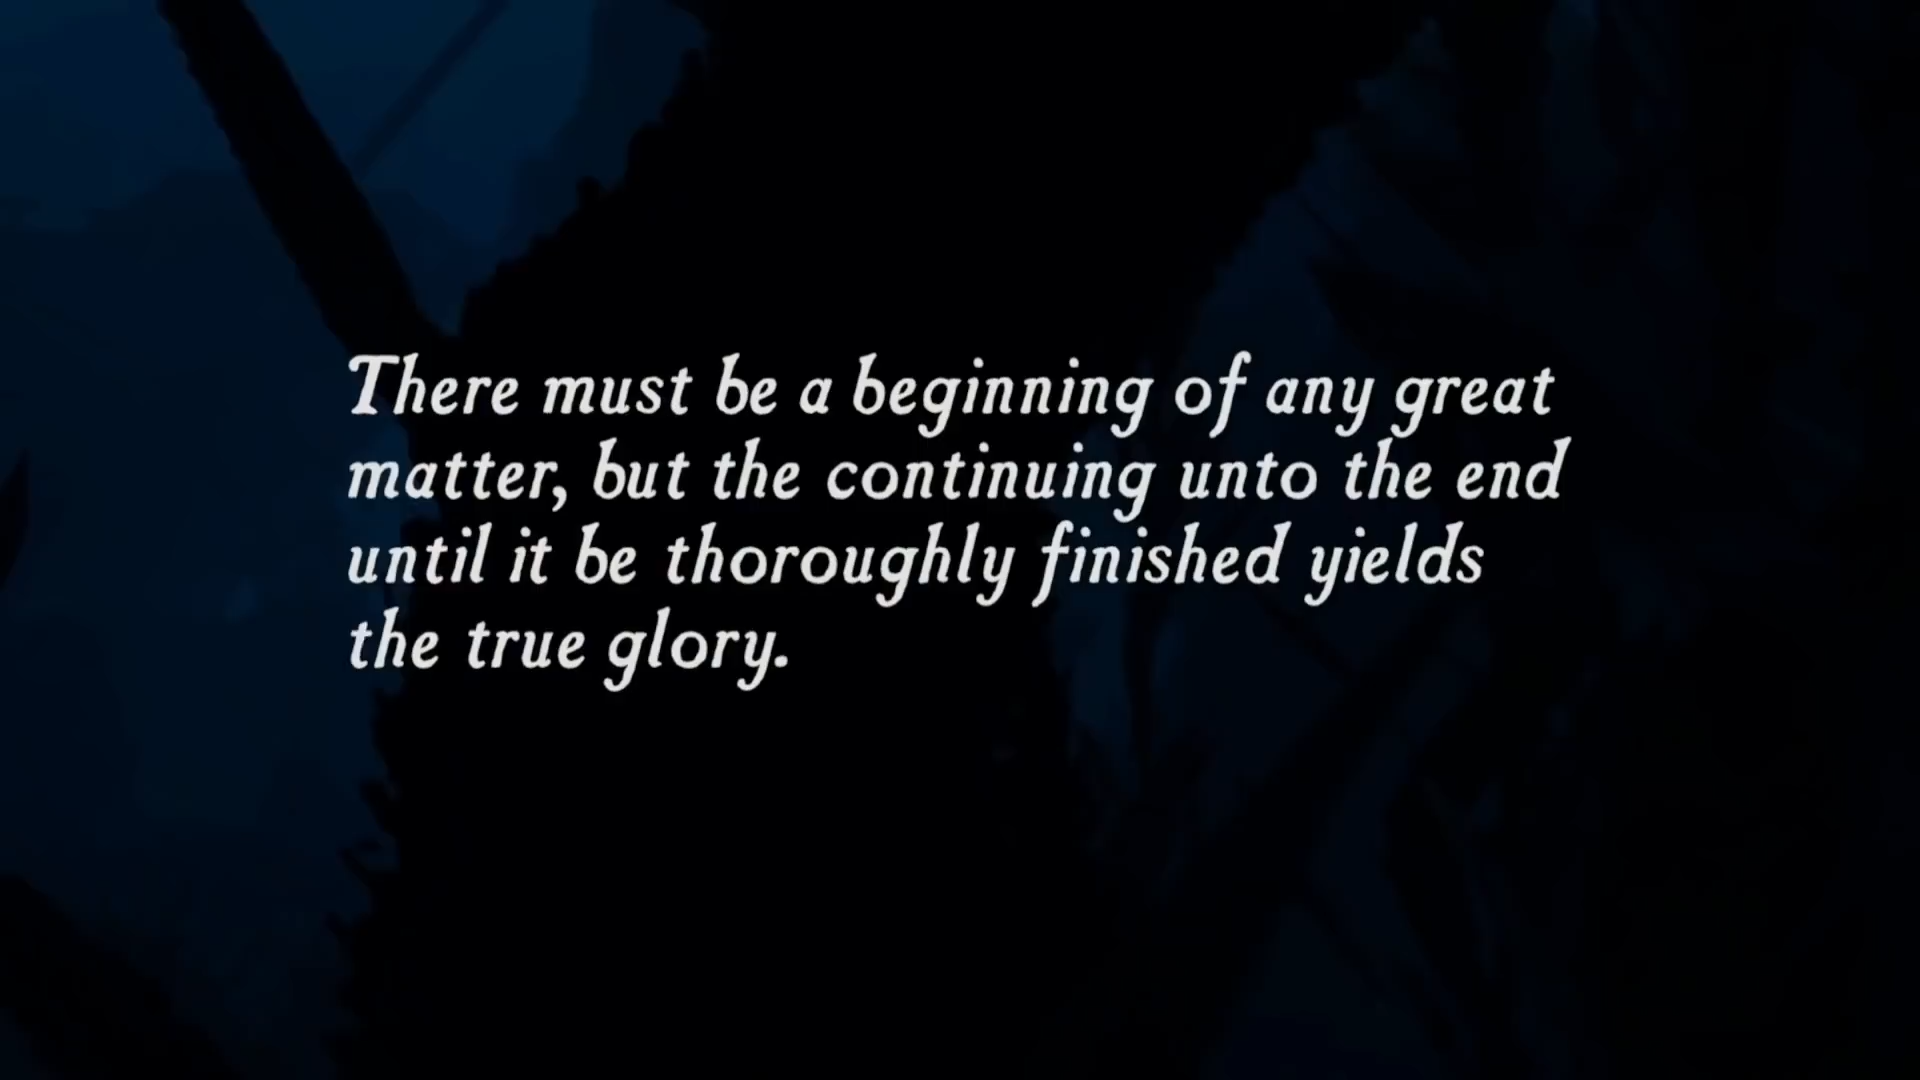 There must be a beginning of any great
matter, but the continuing unto the end
until it be thoroughly finished yields
the true glory.